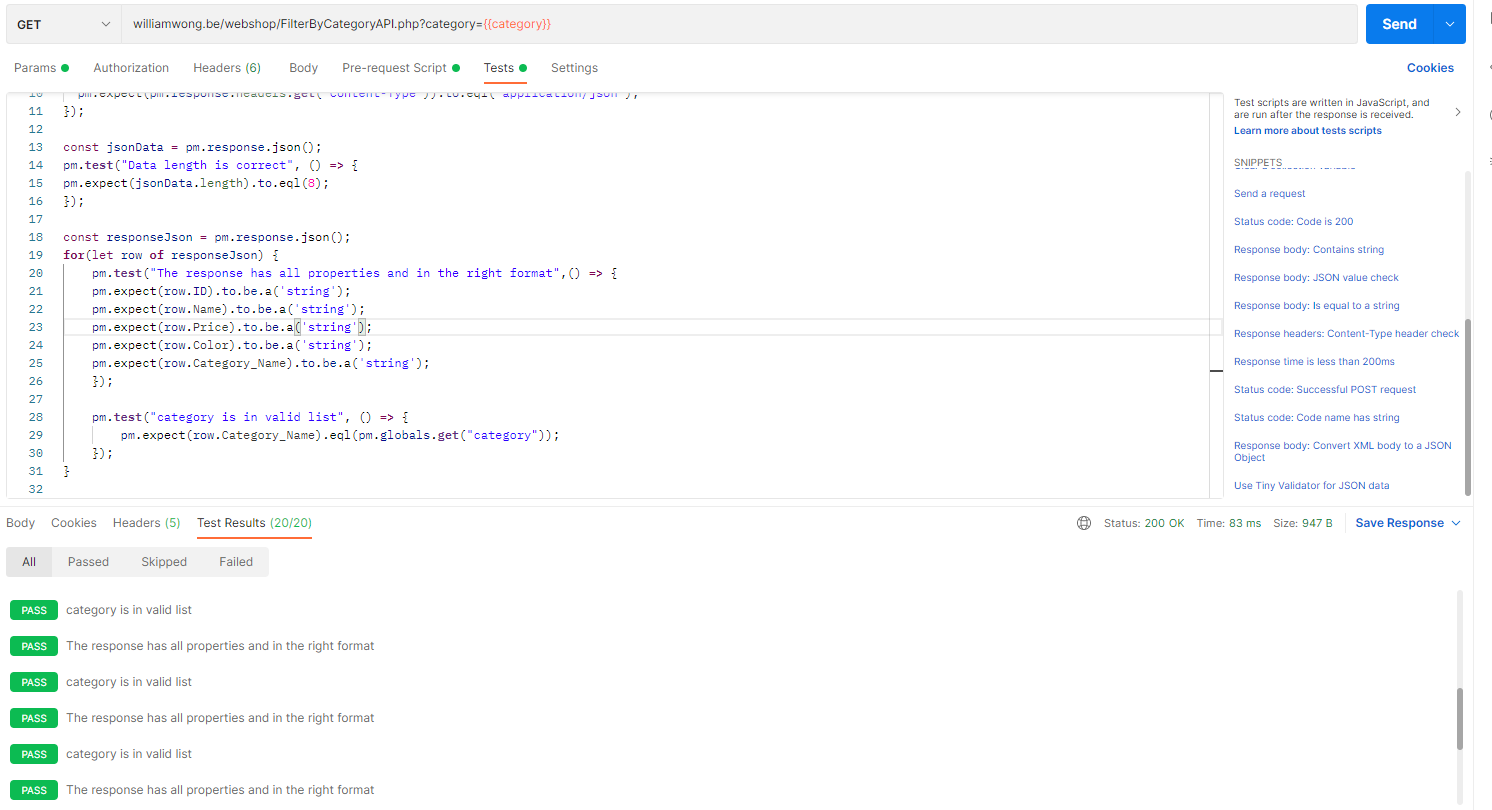 GET williamwong.be/webshop/FilterByCategoryAPI.php?category={{category}} Send
Params Authorization Headers (6) Body Pre-request Script Tests Settings Cookies
10 pm.expect(pm.response.headers.get('Content-Type')).to.eql('application/json');
11 });
12
13 const jsonData = pm.response.json();
14 pm.test("Data length is correct", () => {
15 pm.expect(jsonData.length).to.eql(8);
16 });
17
18 const responseJson = pm.response.json();
19 for(let row of responseJson) {
20 pm.test("The response has all properties and in the right format",() => {
21 pm.expect(row.ID).to.be.a('string');
22 pm.expect(row.Name).to.be.a('string');
23 pm.expect(row.Price).to.be.a('string');
24 pm.expect(row.Color).to.be.a('string');
25 pm.expect(row.Category_Name).to.be.a('string');
26 });
27
28 pm.test("category is in valid list", () => {
29 pm.expect(row.Category_Name).eql(pm.globals.get("category"));
30 });
31 }
32
Test scripts are written in JavaScript, and
are run after the response is received.
Learn more about tests scripts
SNIPPETS
Send a request
Status code: Code is 200
Response body: Contains string
Response body: JSON value check
Response body: Is equal to a string
Response headers: Content-Type header check
Response time is less than 200ms
Status code: Successful POST request
Status code: Code name has string
Response body: Convert XML body to a JSON
Object
Use Tiny Validator for JSON data
Body Cookies Headers (5) Test Results (20/20) Status: 200 OK Time: 83 ms Size: 947 B Save Response
All Passed Skipped Failed
PASS category is in valid list
PASS The response has all properties and in the right format
PASS category is in valid list
PASS The response has all properties and in the right format
PASS category is in valid list
PASS The response has all properties and in the right format